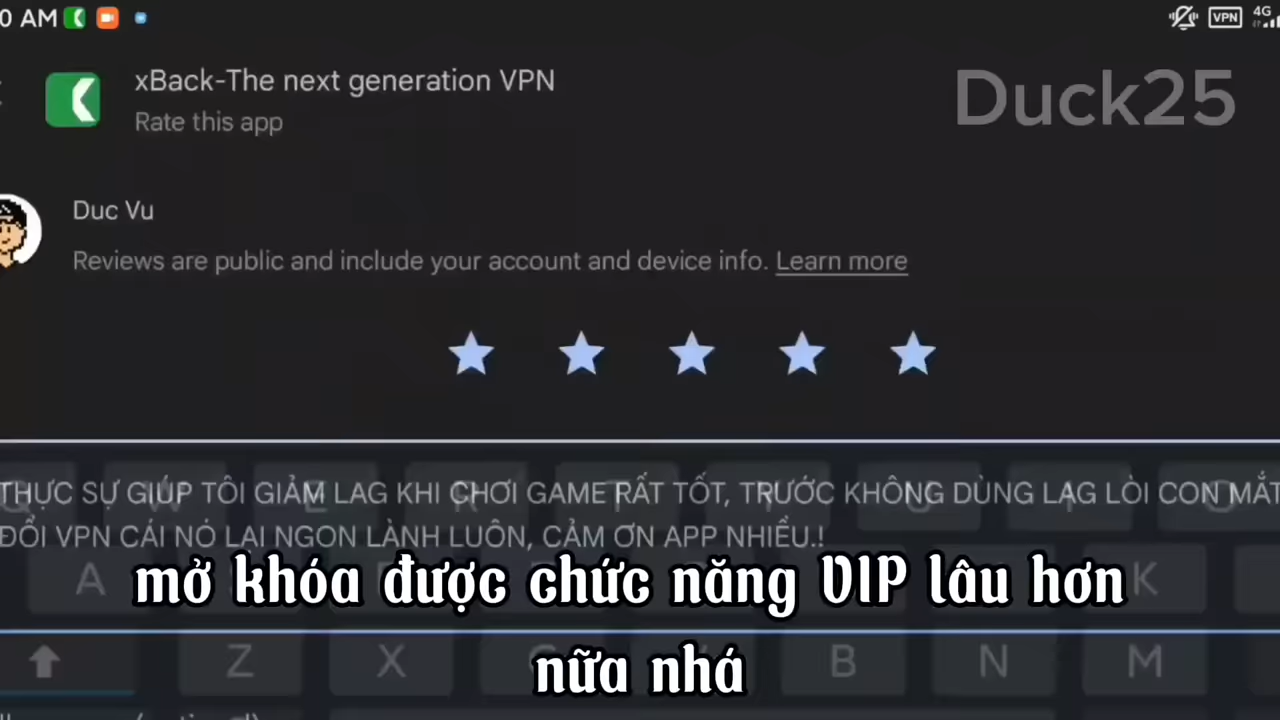 0 AM
VPN 4G
xBack-The next generation VPN
Rate this app
Duck25
Duc Vu
Reviews are public and include your account and device info. Learn more
THỰC SỰ GIÚP TÔI GIẢM LAG KHI CHƠI GAME RẤT TỐT, TRƯỚC KHÔNG DÙNG LAG LÒI CON MẮT
ĐỔI VPN CÁI NÓ LẠI NGON LÀNH LUÔN, CẢM ƠN APP NHIỀU.!
Q W E R T U I O
A K
mở khóa được chức năng VIP lâu hơn
nữa nhá
Z X C B N M